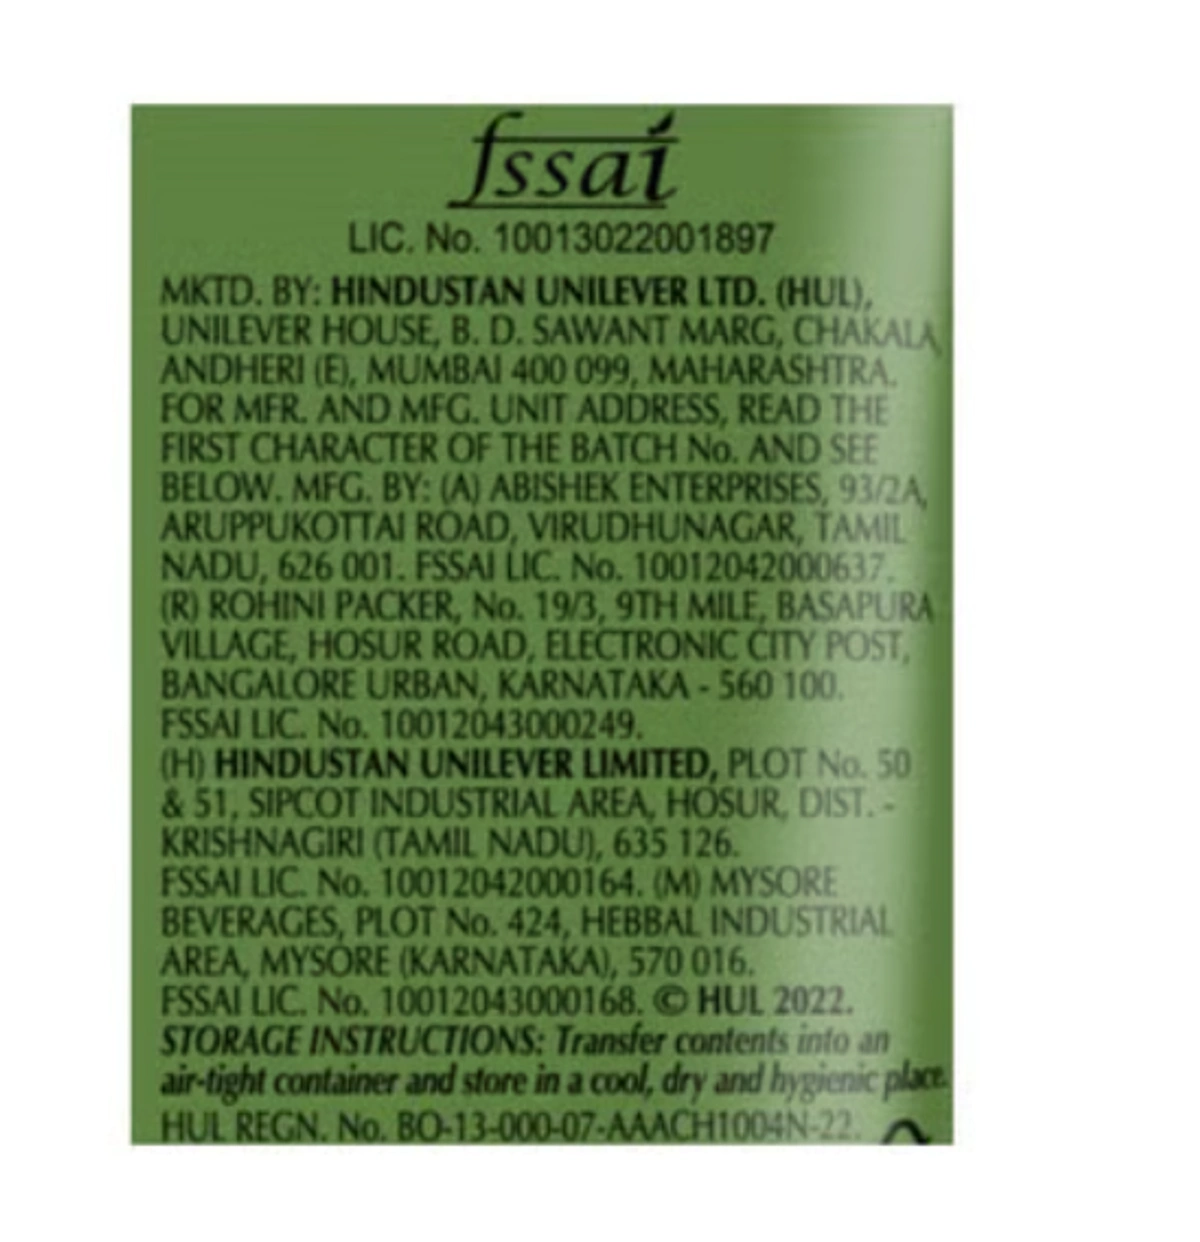 fssai
LIC. No. 10013022001897
MKTD. BY: HINDUSTAN UNILEVER LTD. (HUL),
UNILEVER HOUSE, B. D. SAWANT MARG, CHAKALA,
ANDHERI (E), MUMBAI 400 099, MAHARASHTRA.
FOR MFR. AND MFG. UNIT ADDRESS, READ THE
FIRST CHARACTER OF THE BATCH No. AND SEE
BELOW. MFG. BY: (A) ABISHEK ENTERPRISES, 93/2A,
ARUPPUKOTTAI ROAD, VIRUDHUNAGAR, TAMIL
NADU, 626 001. FSSAI LIC. No. 10012042000637.
(R) ROHINI PACKER, No. 19/3, 9TH MILE, BASAPURA
VILLAGE, HOSUR ROAD, ELECTRONIC CITY POST,
BANGALORE URBAN, KARNATAKA - 560 100.
FSSAI LIC. No. 10012043000249.
(H) HINDUSTAN UNILEVER LIMITED, PLOT No. 50
& 51, SIPCOT INDUSTRIAL AREA, HOSUR, DIST. -
KRISHNAGIRI (TAMIL NADU), 635 126.
FSSAI LIC. No. 10012042000164. (M) MYSORE
BEVERAGES, PLOT No. 424, HEBBAL INDUSTRIAL
AREA, MYSORE (KARNATAKA), 570 016.
FSSAI LIC. No. 10012043000168. © HUL 2022.
STORAGE INSTRUCTIONS: Transfer contents into an
air-tight container and store in a cool, dry and hygienic place.
HUL REGN. No. BO-13-000-07-AAACH1004N-22.